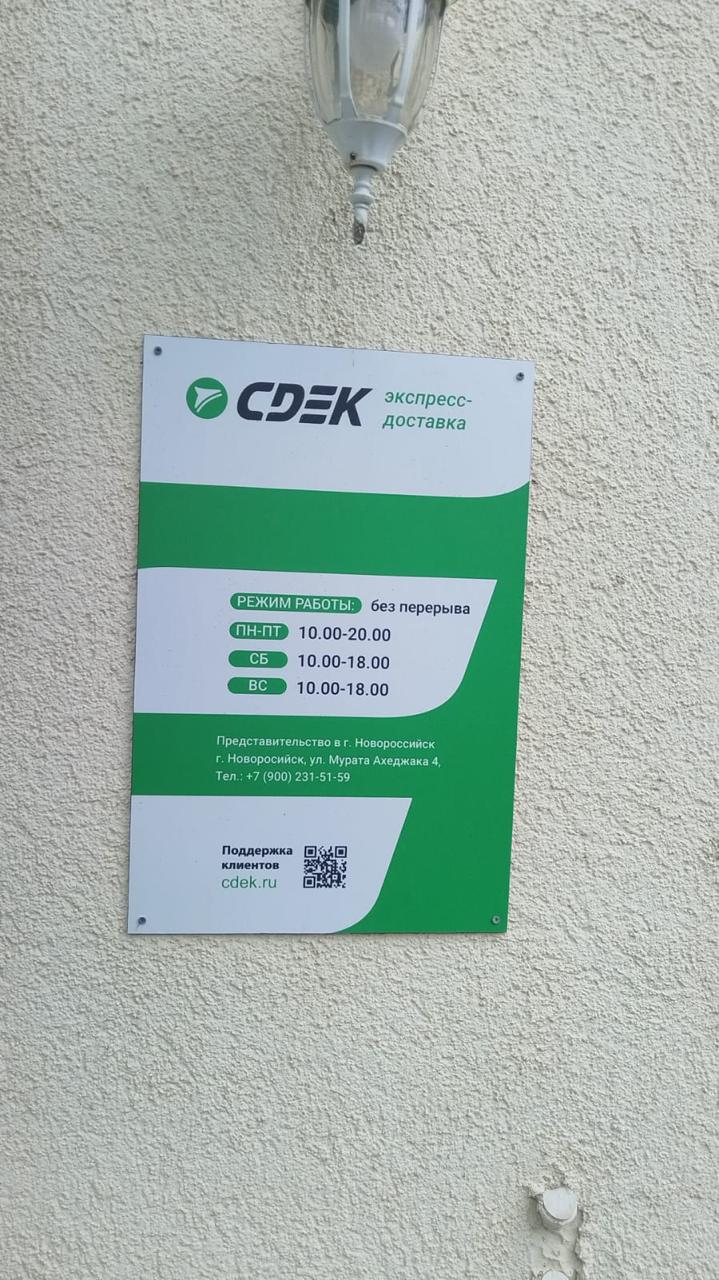 CDEK экспресс-
доставка
РЕЖИМ РАБОТЫ: без перерыва
ПН-ПТ 10.00-20.00
СБ 10.00-18.00
ВС 10.00-18.00
Представительство в г. Новороссийск
г. Новоросийск, ул. Мурата Ахеджака 4,
Тел.: +7 (900) 231-51-59
Поддержка
клиентов
cdek.ru